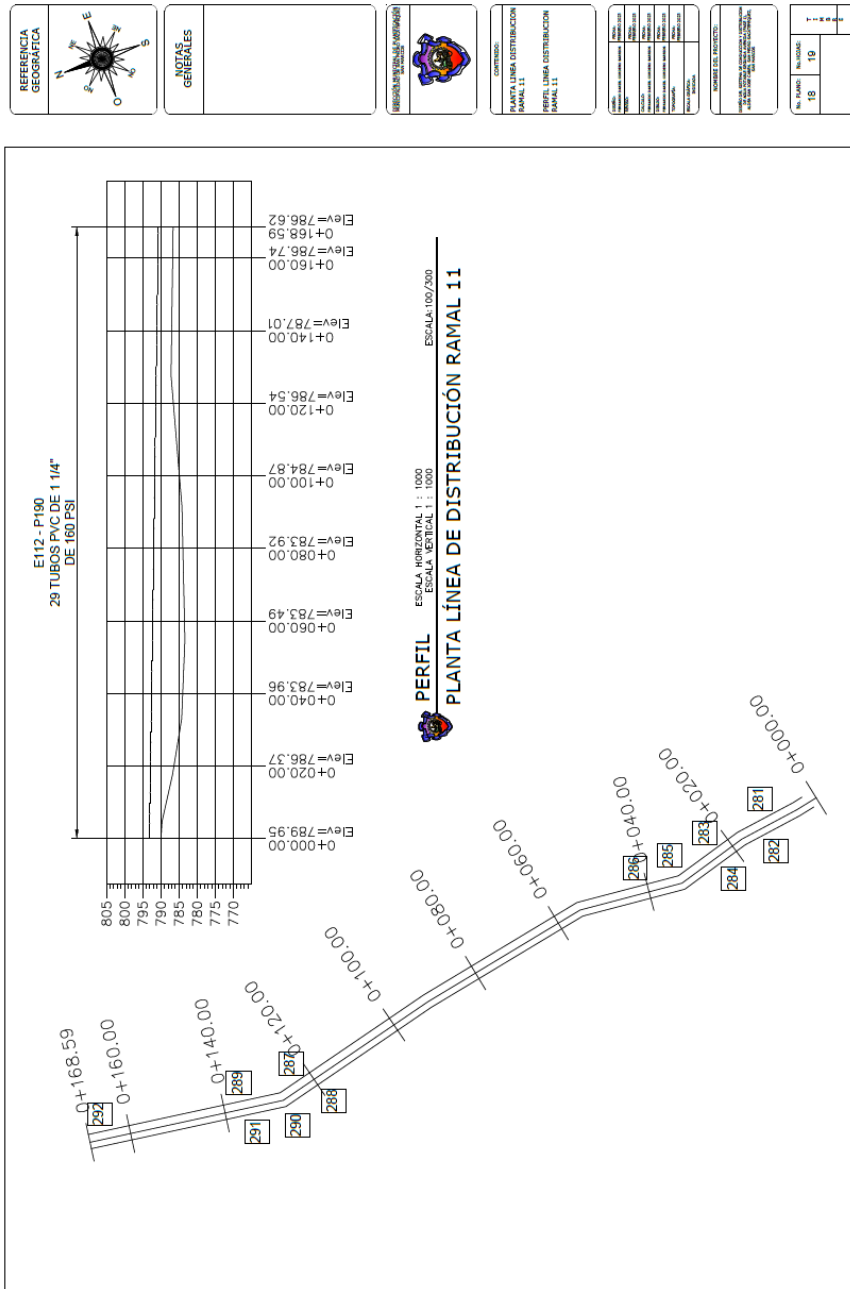 REFERENCIA
GEOGRÁFICA
N
E
S
O
NE
NO
NOTAS
GENERALES
CONTENIDO:
PLANTA LINEA DISTRIBUCION
RAMAL 11
PERFIL LINEA DISTRIBUCION
RAMAL 11
NOMBRE DEL PROYECTO:
No. PLANO:
18
No. HOJAS:
19
T
I
M
B
R
E
E112 - P190
29 TUBOS PVC DE 1 1/4"
DE 160 PSI
805
800
795
790
785
780
775
770
0+000.00
Elev=789.95
0+020.00
Elev=786.37
0+040.00
Elev=783.96
0+060.00
Elev=783.49
0+080.00
Elev=783.92
0+100.00
Elev=784.87
0+120.00
Elev=786.54
0+140.00
Elev=787.01
0+160.00
Elev=786.74
0+168.59
Elev=786.62
PERFIL
ESCALA HORIZONTAL 1 : 1000
ESCALA VERTICAL 1 : 1000
ESCALA:100/300
PLANTA LÍNEA DE DISTRIBUCIÓN RAMAL 11
0+168.59
292
0+160.00
0+140.00
289
291
290
287
0+120.00
288
0+100.00
0+080.00
0+060.00
0+040.00
286
285
283
0+020.00
284
281
282
0+000.00